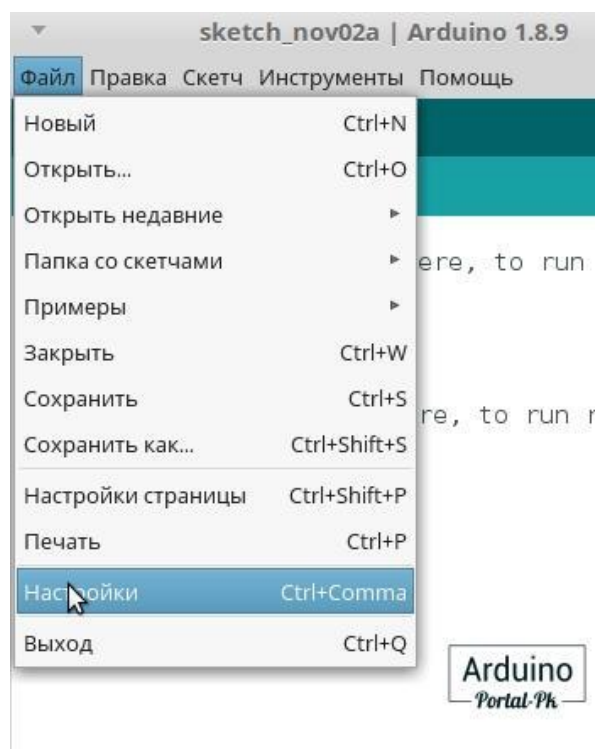 sketch_nov02a | Arduino 1.8.9
Файл Правка Скетч Инструменты Помощь
Новый Ctrl+N
Открыть... Ctrl+O
Открыть недавние
Папка со скетчами
ere, to run
Примеры
Закрыть Ctrl+W
Сохранить Ctrl+S
re, to run r
Сохранить как... Ctrl+Shift+S
Настройки страницы Ctrl+Shift+P
Печать Ctrl+P
Настройки Ctrl+Comma
Выход Ctrl+Q
Arduino
Portal-Pk